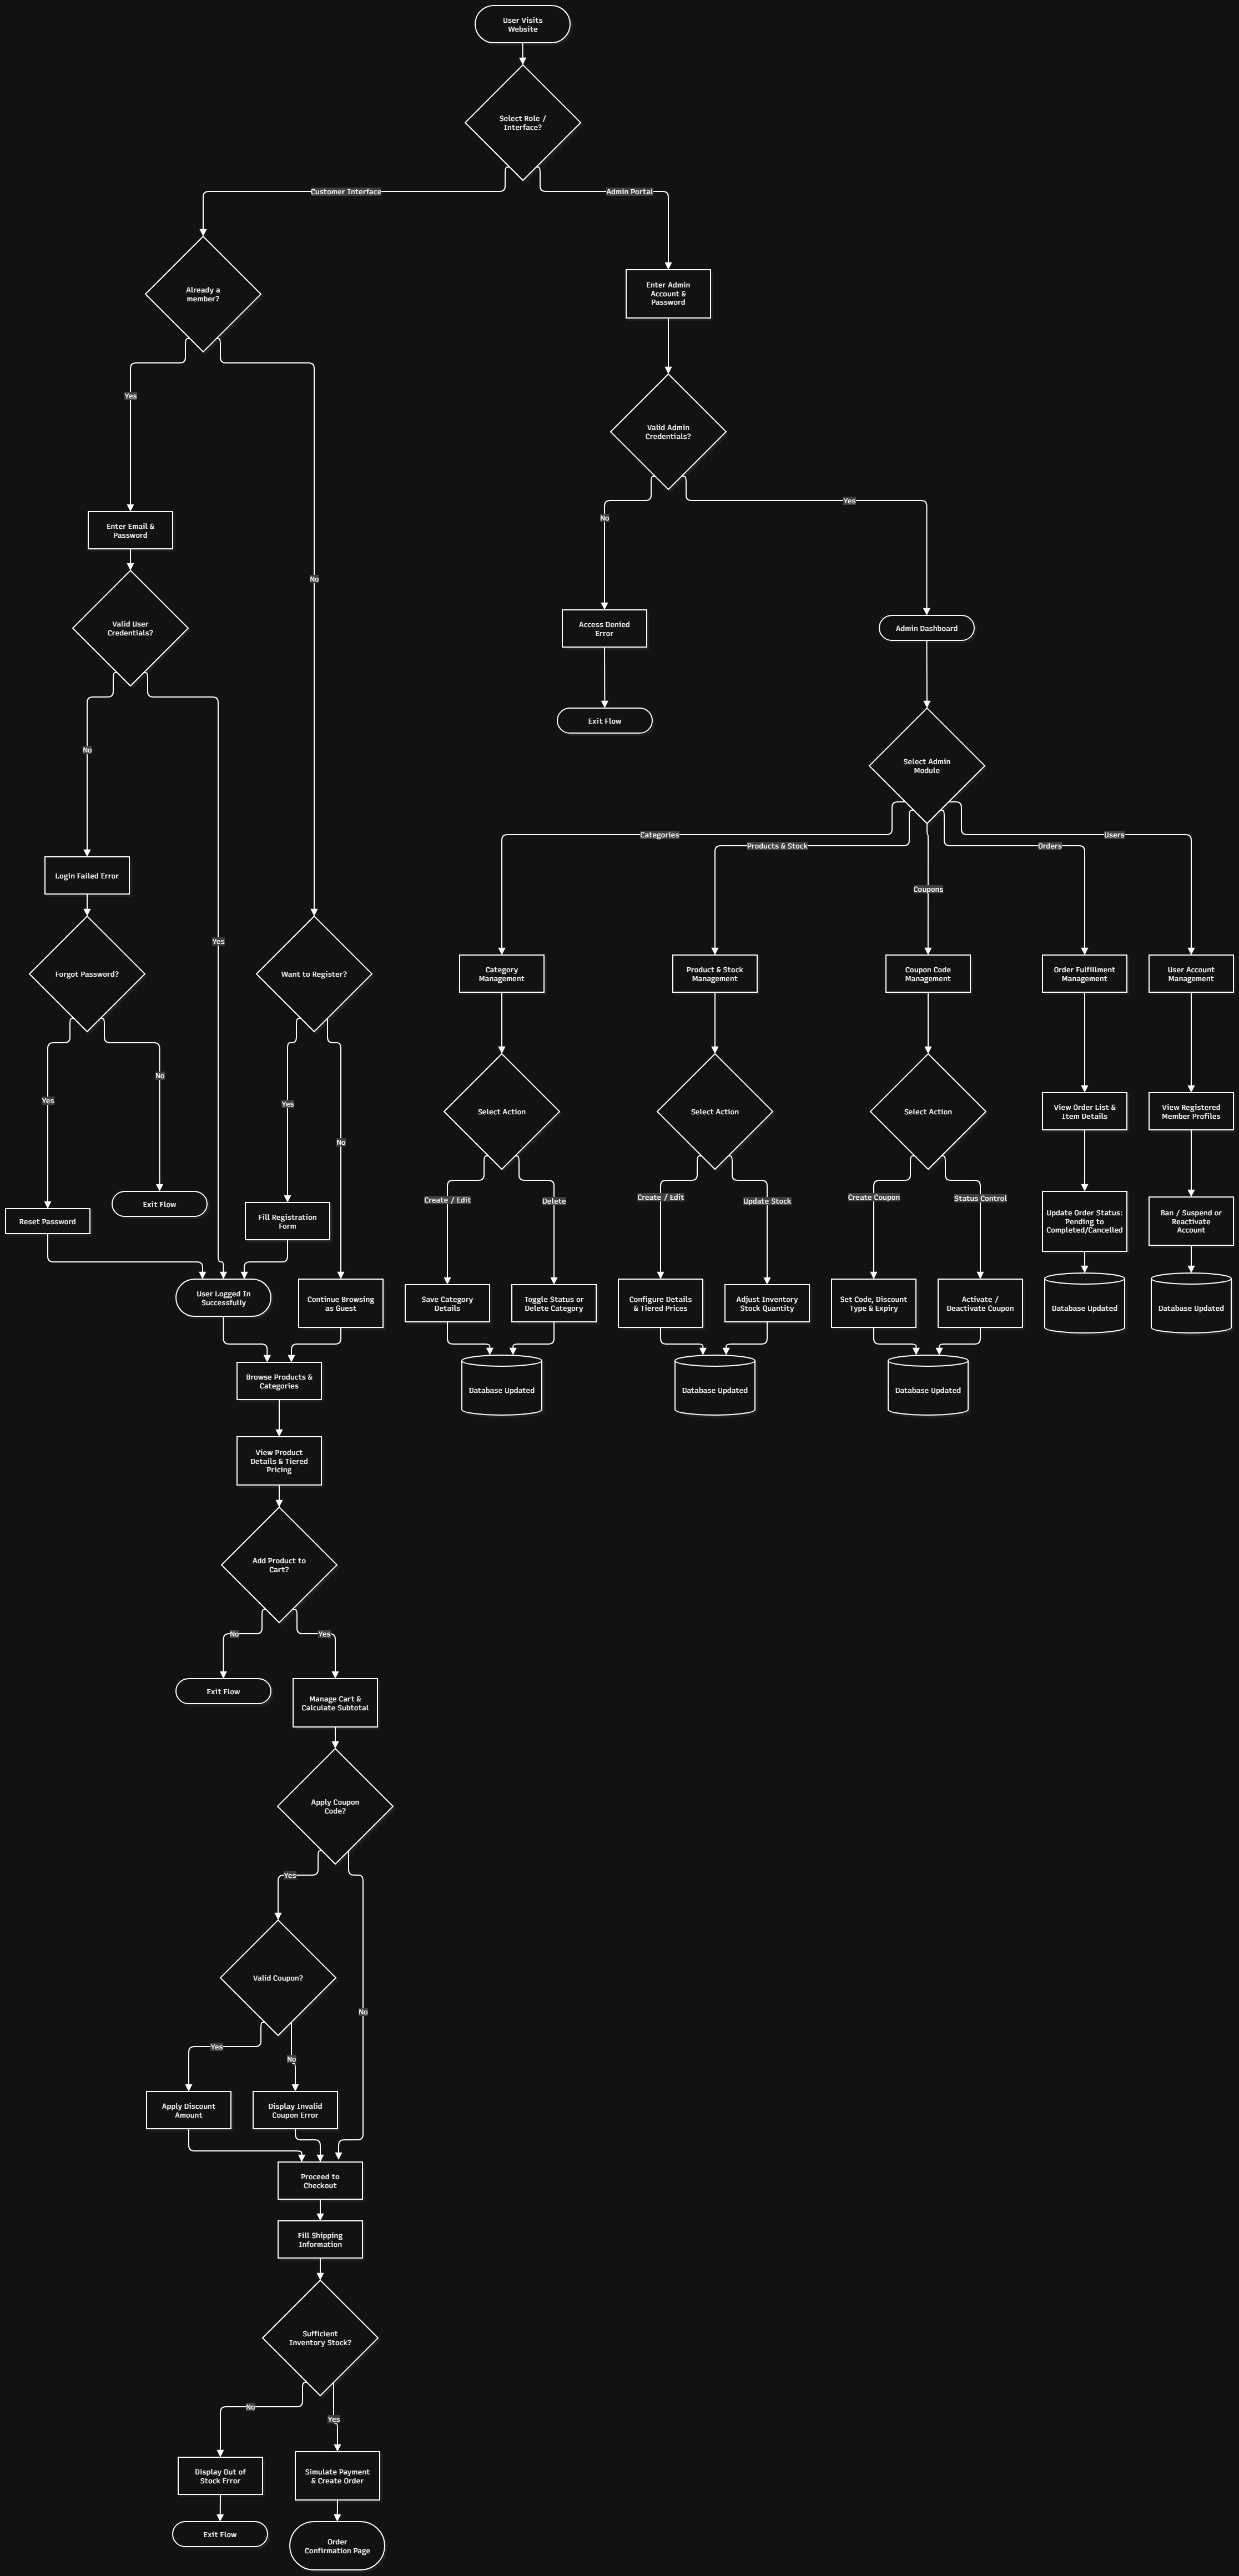 User Visits
Website
Select Role /
Interface?
Customer Interface
Admin Portal
Already a
member?
Enter Admin
Account &
Password
Yes
No
Valid Admin
Credentials?
No
Yes
Enter Email &
Password
Valid User
Credentials?
Access Denied
Error
Admin Dashboard
Exit Flow
No
Yes
Select Admin
Module
Categories
Products & Stock
Coupons
Orders
Users
Login Failed Error
Forgot Password?
Want to Register?
Category
Management
Product & Stock
Management
Coupon Code
Management
Order Fulfillment
Management
User Account
Management
Yes
No
Yes
No
Select Action
Select Action
Select Action
View Order List &
Item Details
View Registered
Member Profiles
Create / Edit
Delete
Create / Edit
Update Stock
Create Coupon
Status Control
Reset Password
Exit Flow
Fill Registration
Form
Update Order Status:
Pending to
Completed/Cancelled
Ban / Suspend or
Reactivate
Account
User Logged In
Successfully
Continue Browsing
as Guest
Save Category
Details
Toggle Status or
Delete Category
Configure Details
& Tiered Prices
Adjust Inventory
Stock Quantity
Set Code, Discount
Type & Expiry
Activate /
Deactivate Coupon
Database Updated
Database Updated
Browse Products &
Categories
Database Updated
Database Updated
Database Updated
View Product
Details & Tiered
Pricing
Add Product to
Cart?
No
Yes
Exit Flow
Manage Cart &
Calculate Subtotal
Apply Coupon
Code?
Yes
No
Valid Coupon?
Yes
No
Apply Discount
Amount
Display Invalid
Coupon Error
Proceed to
Checkout
Fill Shipping
Information
Sufficient
Inventory Stock?
No
Yes
Display Out of
Stock Error
Simulate Payment
& Create Order
Exit Flow
Order
Confirmation Page